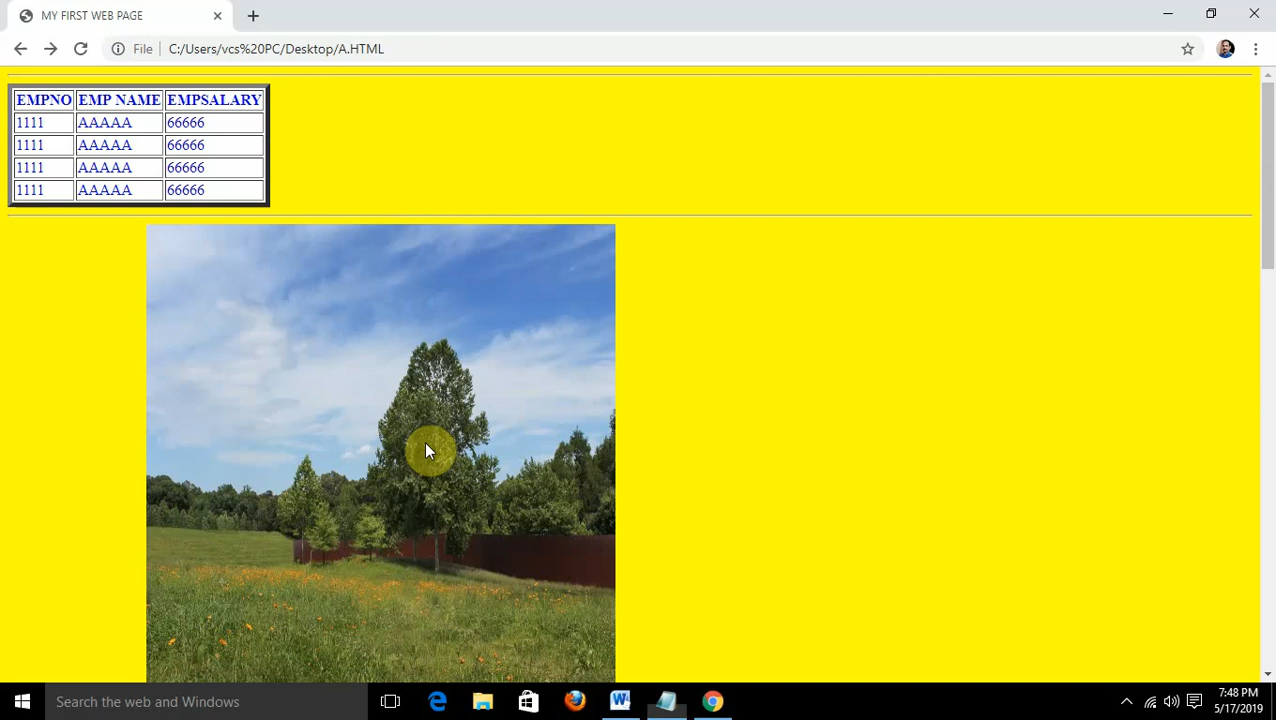 MY FIRST WEB PAGE
File C:/Users/vcs%20PC/Desktop/A.HTML
EMPNO EMP NAME EMPSALARY
1111 AAAAA 66666
1111 AAAAA 66666
1111 AAAAA 66666
1111 AAAAA 66666
Search the web and Windows
7:48 PM
5/17/2019